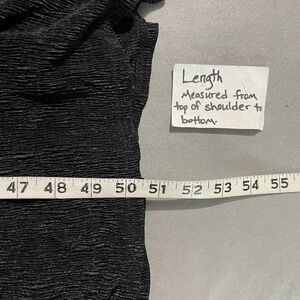 Length
Measured from
top of shoulder to
bottom.
47 48 49 50 51 52 53 54 55